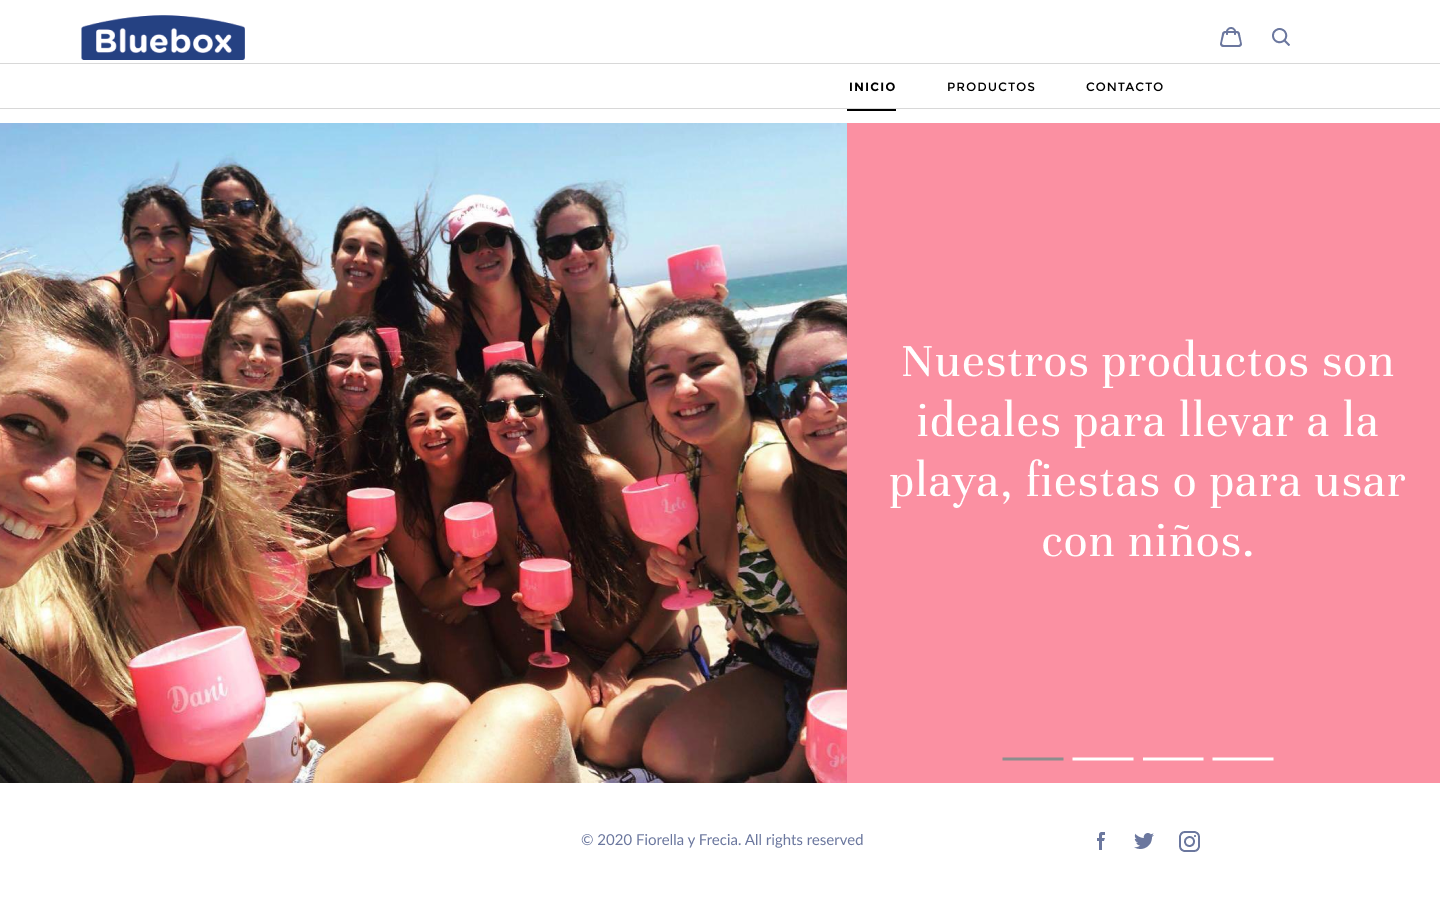 Bluebox
INICIO PRODUCTOS CONTACTO
Dani
Lele
Nuestros productos son
ideales para llevar a la
playa, fiestas o para usar
con niños.
© 2020 Fiorella y Frecia. All rights reserved